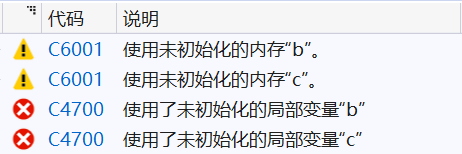 代码 说明
C6001 使用未初始化的内存“b”。
C6001 使用未初始化的内存“c”。
C4700 使用了未初始化的局部变量“b”
C4700 使用了未初始化的局部变量“c”